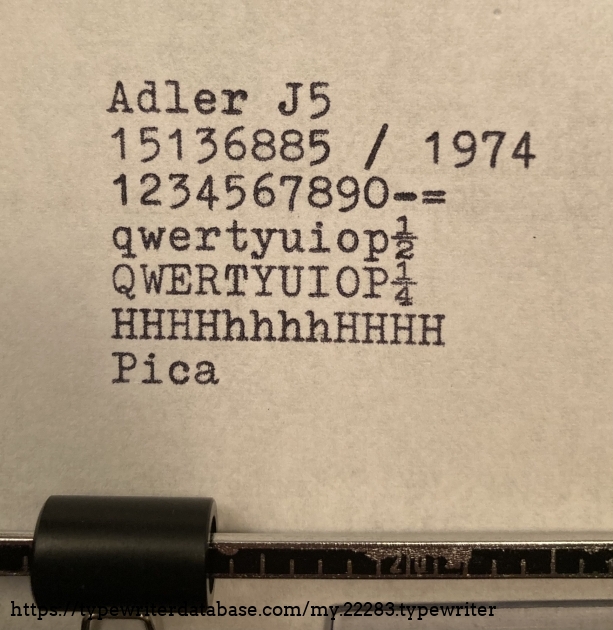 Adler J5
15136885 / 1974
1234567890-=
qwertyuiop½
QWERTYUIOP¼
HHHHhhhhHHHH
Pica
https://typewriterdatabase.com/my.22283.typewriter